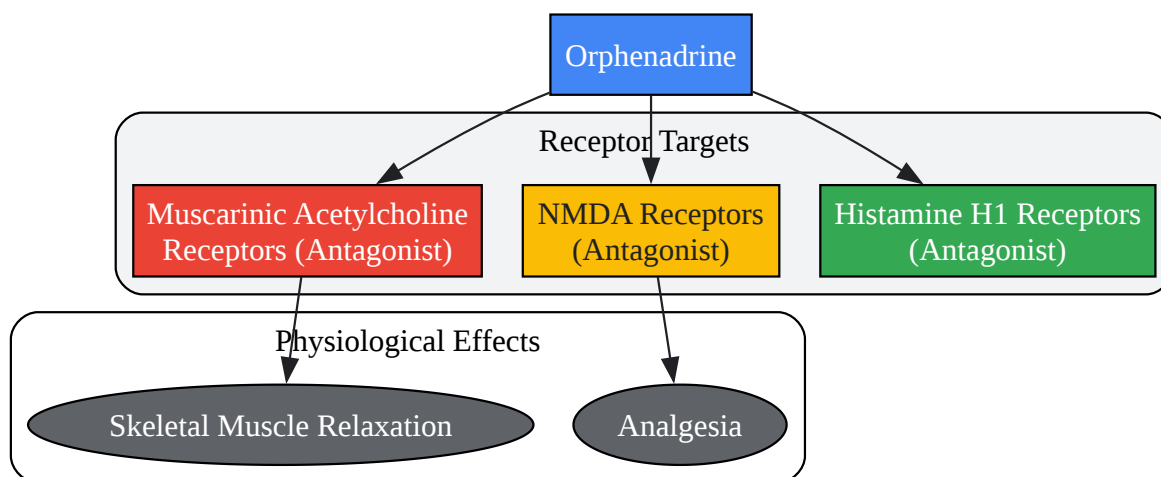 Orphenadrine
Receptor Targets
Muscarinic Acetylcholine
Receptors (Antagonist)
NMDA Receptors
(Antagonist)
Histamine H1 Receptors
(Antagonist)
Physiological Effects
Skeletal Muscle Relaxation
Analgesia